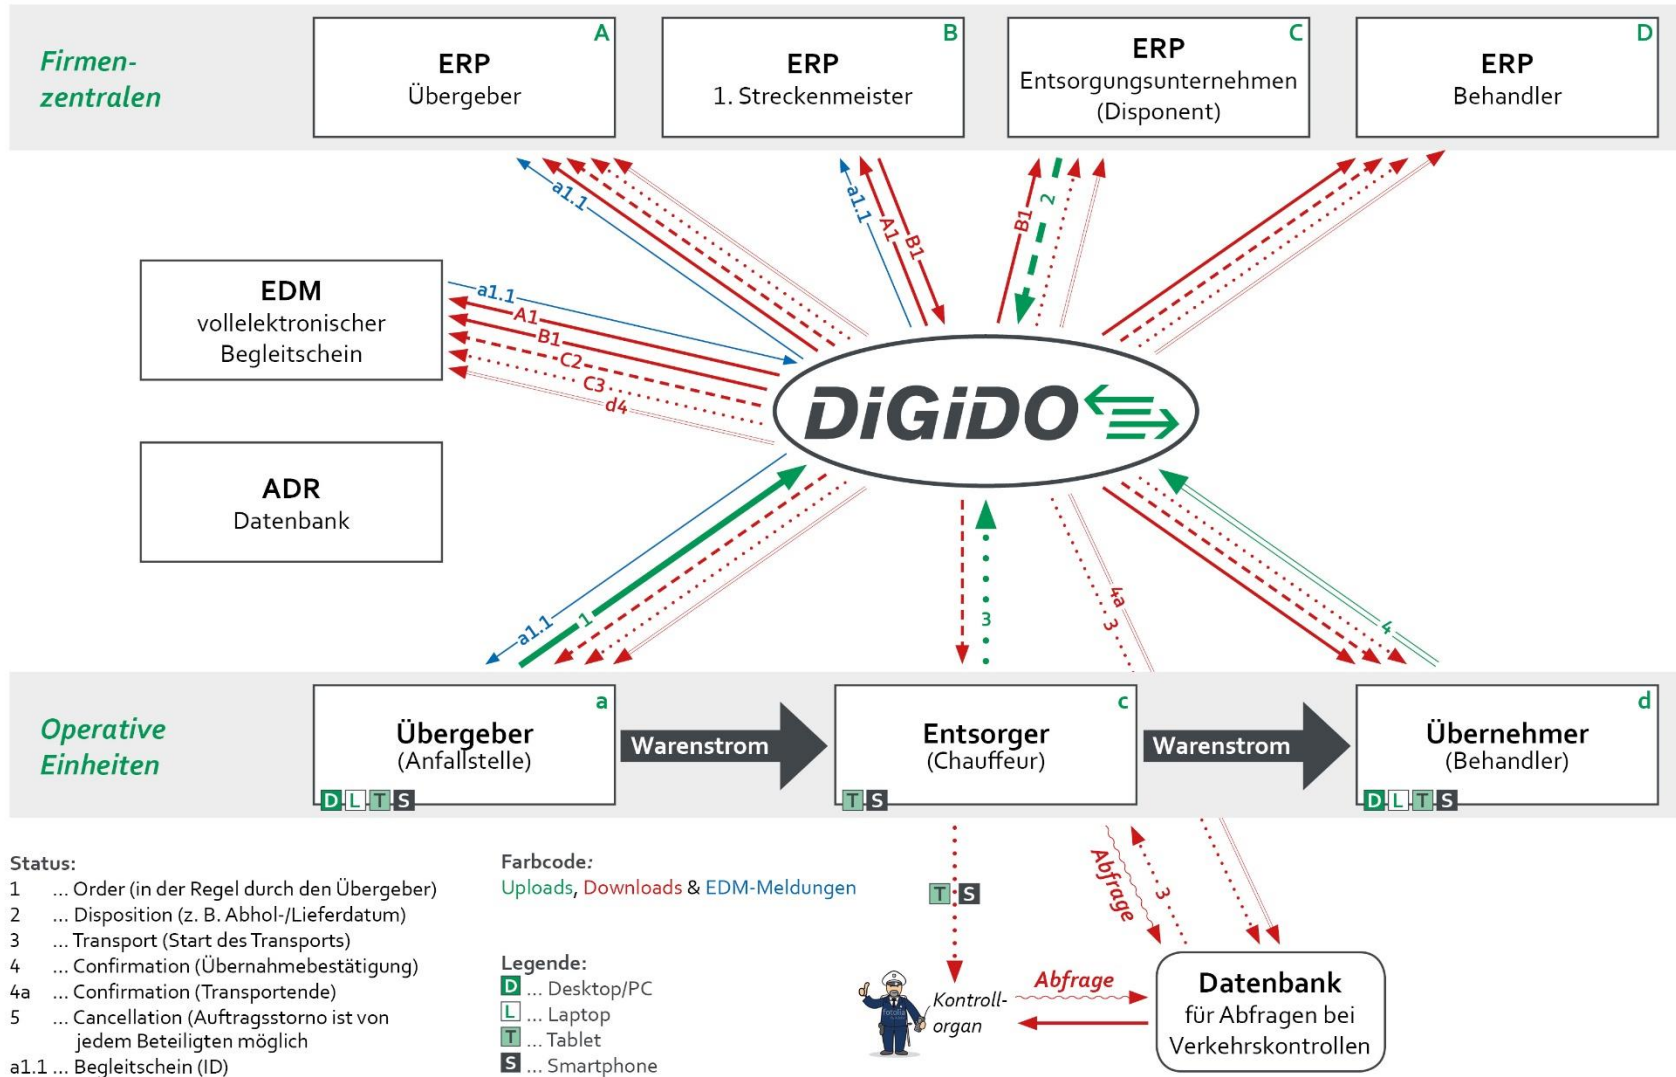 Firmen-
zentralen
A
ERP
Übergeber
B
ERP
1. Streckenmeister
C
ERP
Entsorgungsunternehmen
(Disponent)
D
ERP
Behandler
a1.1
a1.1
A1
B1
B1
2
EDM
vollelektronischer
Begleitschein
a1.1
A1
B1
C2
C3
d4
DiGiDO
ADR
Datenbank
a1.1
1
3
4a
3
4
Operative
Einheiten
a
Übergeber
(Anfallstelle)
D L T S
Warenstrom
c
Entsorger
(Chauffeur)
T S
Warenstrom
d
Übernehmer
(Behandler)
D L T S
Status:
1 ... Order (in der Regel durch den Übergeber)
2 ... Disposition (z. B. Abhol-/Lieferdatum)
3 ... Transport (Start des Transports)
4 ... Confirmation (Übernahmebestätigung)
4a ... Confirmation (Transportende)
5 ... Cancellation (Auftragsstorno ist von
jedem Beteiligten möglich
a1.1 ... Begleitschein (ID)
Farbcode:
Uploads, Downloads & EDM-Meldungen
Legende:
D ... Desktop/PC
L ... Laptop
T ... Tablet
S ... Smartphone
T S
fotolia
Kontroll-
organ
Abfrage
Abfrage
3
Datenbank
für Abfragen bei
Verkehrskontrollen